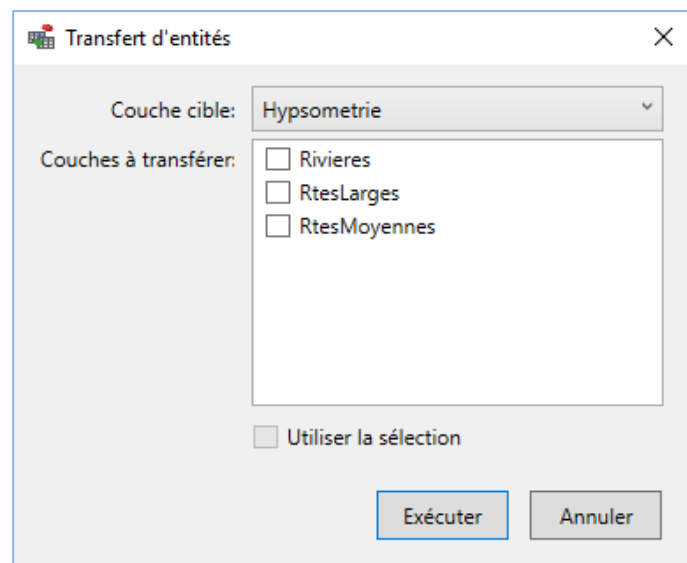 Transfert d'entités
Couche cible: Hypsometrie
Couches à transférer: Rivieres
RtesLarges
RtesMoyennes
Utiliser la sélection
Exécuter Annuler